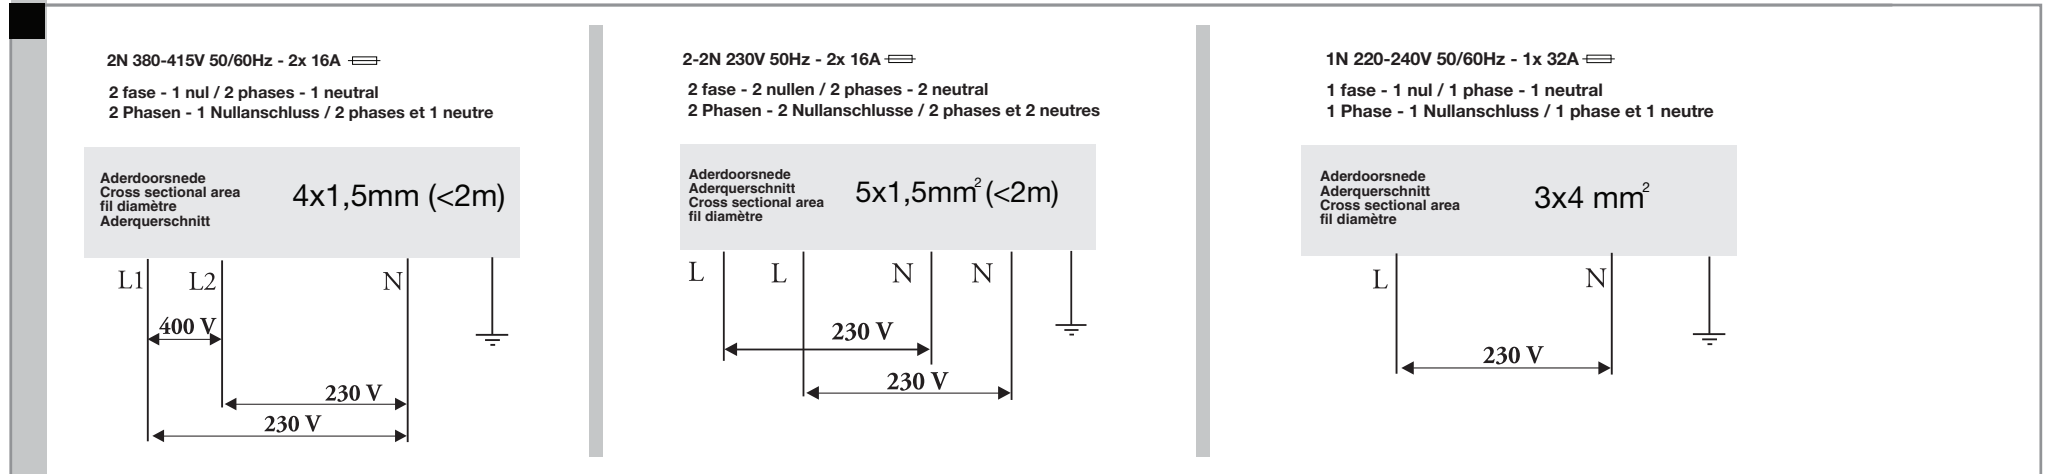 2N 380-415V 50/60Hz - 2x 16A
2 fase - 1 nul / 2 phases - 1 neutral
2 Phasen - 1 Nullanschluss / 2 phases et 1 neutre
Aderdoorsnede
Cross sectional area
fil diamètre
Aderquerschnitt
4x1,5mm (<2m)
L1
L2
N
400 V
230 V
230 V
2-2N 230V 50Hz - 2x 16A
2 fase - 2 nullen / 2 phases - 2 neutral
2 Phasen - 2 Nullanschlusse / 2 phases et 2 neutres
Aderdoorsnede
Aderquerschnitt
Cross sectional area
fil diamètre
5x1,5mm² (<2m)
L
L
N
N
230 V
230 V
1N 220-240V 50/60Hz - 1x 32A
1 fase - 1 nul / 1 phase - 1 neutral
1 Phase - 1 Nullanschluss / 1 phase et 1 neutre
Aderdoorsnede
Aderquerschnitt
Cross sectional area
fil diamètre
3x4 mm²
L
N
230 V